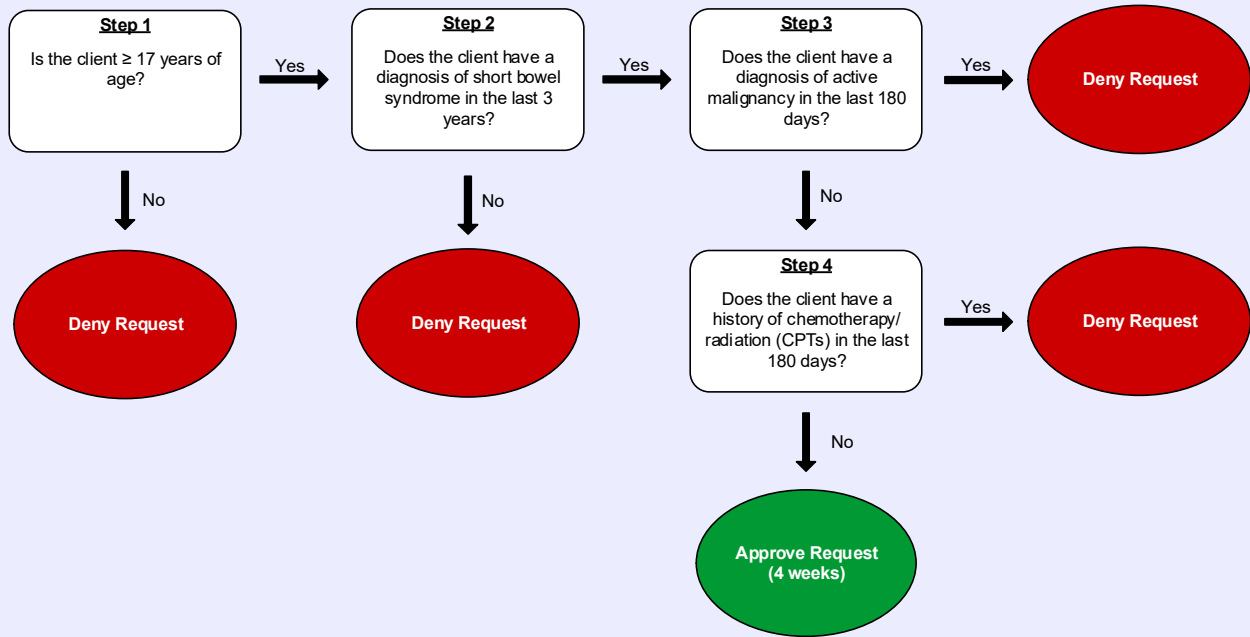 Step 1
Is the client ≥ 17 years of
age?
Yes
Step 2
Does the client have a
diagnosis of short bowel
syndrome in the last 3
years?
Yes
Step 3
Does the client have a
diagnosis of active
malignancy in the last 180
days?
Yes
Deny Request
No
No
No
Deny Request
Deny Request
Step 4
Does the client have a
history of chemotherapy/
radiation (CPTs) in the last
180 days?
Yes
Deny Request
No
Approve Request
(4 weeks)